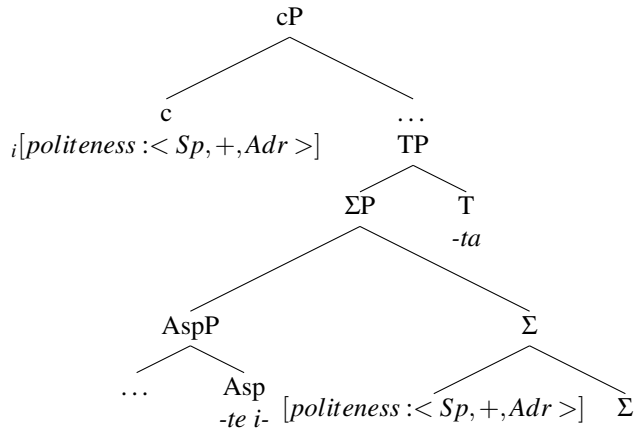 cP
c …
i[politeness :< Sp, +, Adr >] TP
ΣP T
-ta
AspP Σ
… Asp [politeness :< Sp, +, Adr >] Σ
-te i-